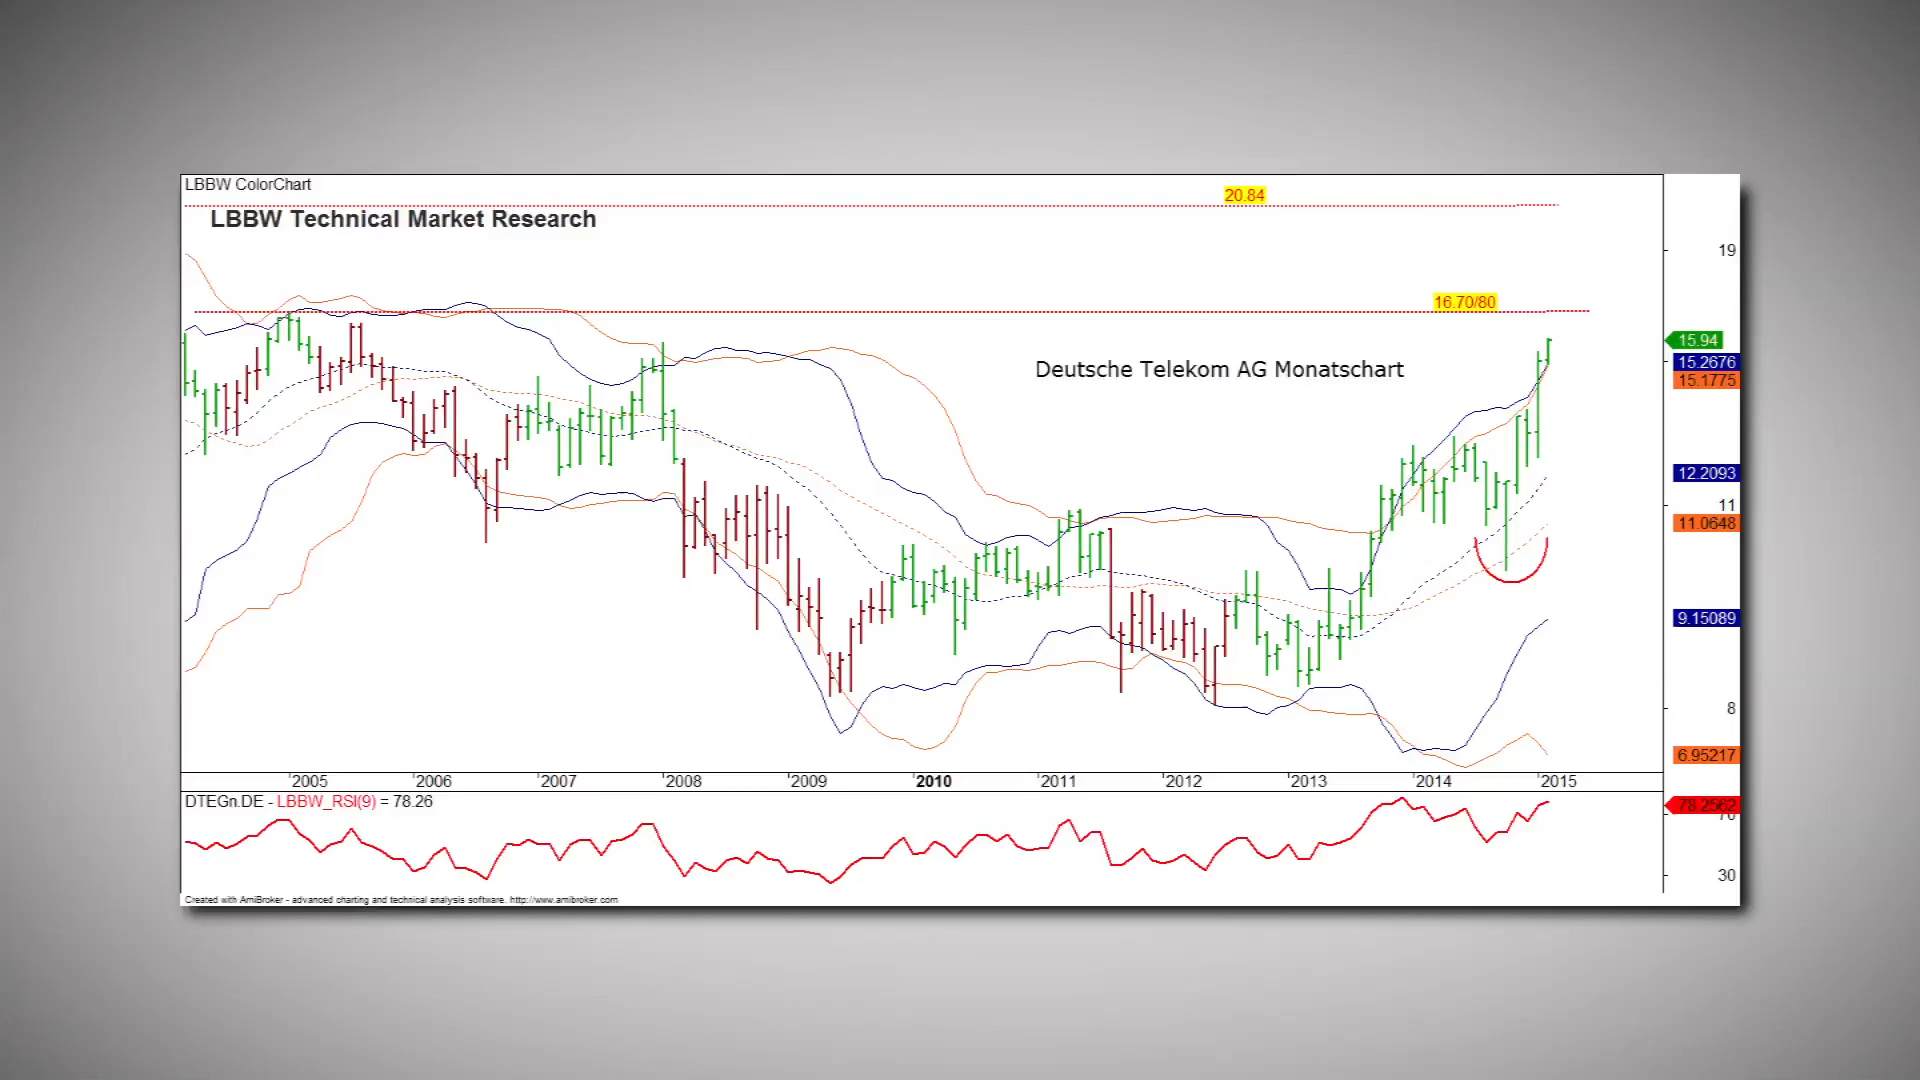 LBBW ColorChart
20.84
LBBW Technical Market Research
19
16.70/80
15.94
Deutsche Telekom AG Monatschart
15.2676
15.1775
12.2093
11
11.0648
9.15089
8
6.95217
2005 2006 2007 2008 2009 2010 2011 2012 2013 2014 2015
DTEGn.DE - LBBW_RSI(9) = 78.26
78.2562
70
30
Created with AmiBroker - advanced charting and technical analysis software. http://www.amibroker.com